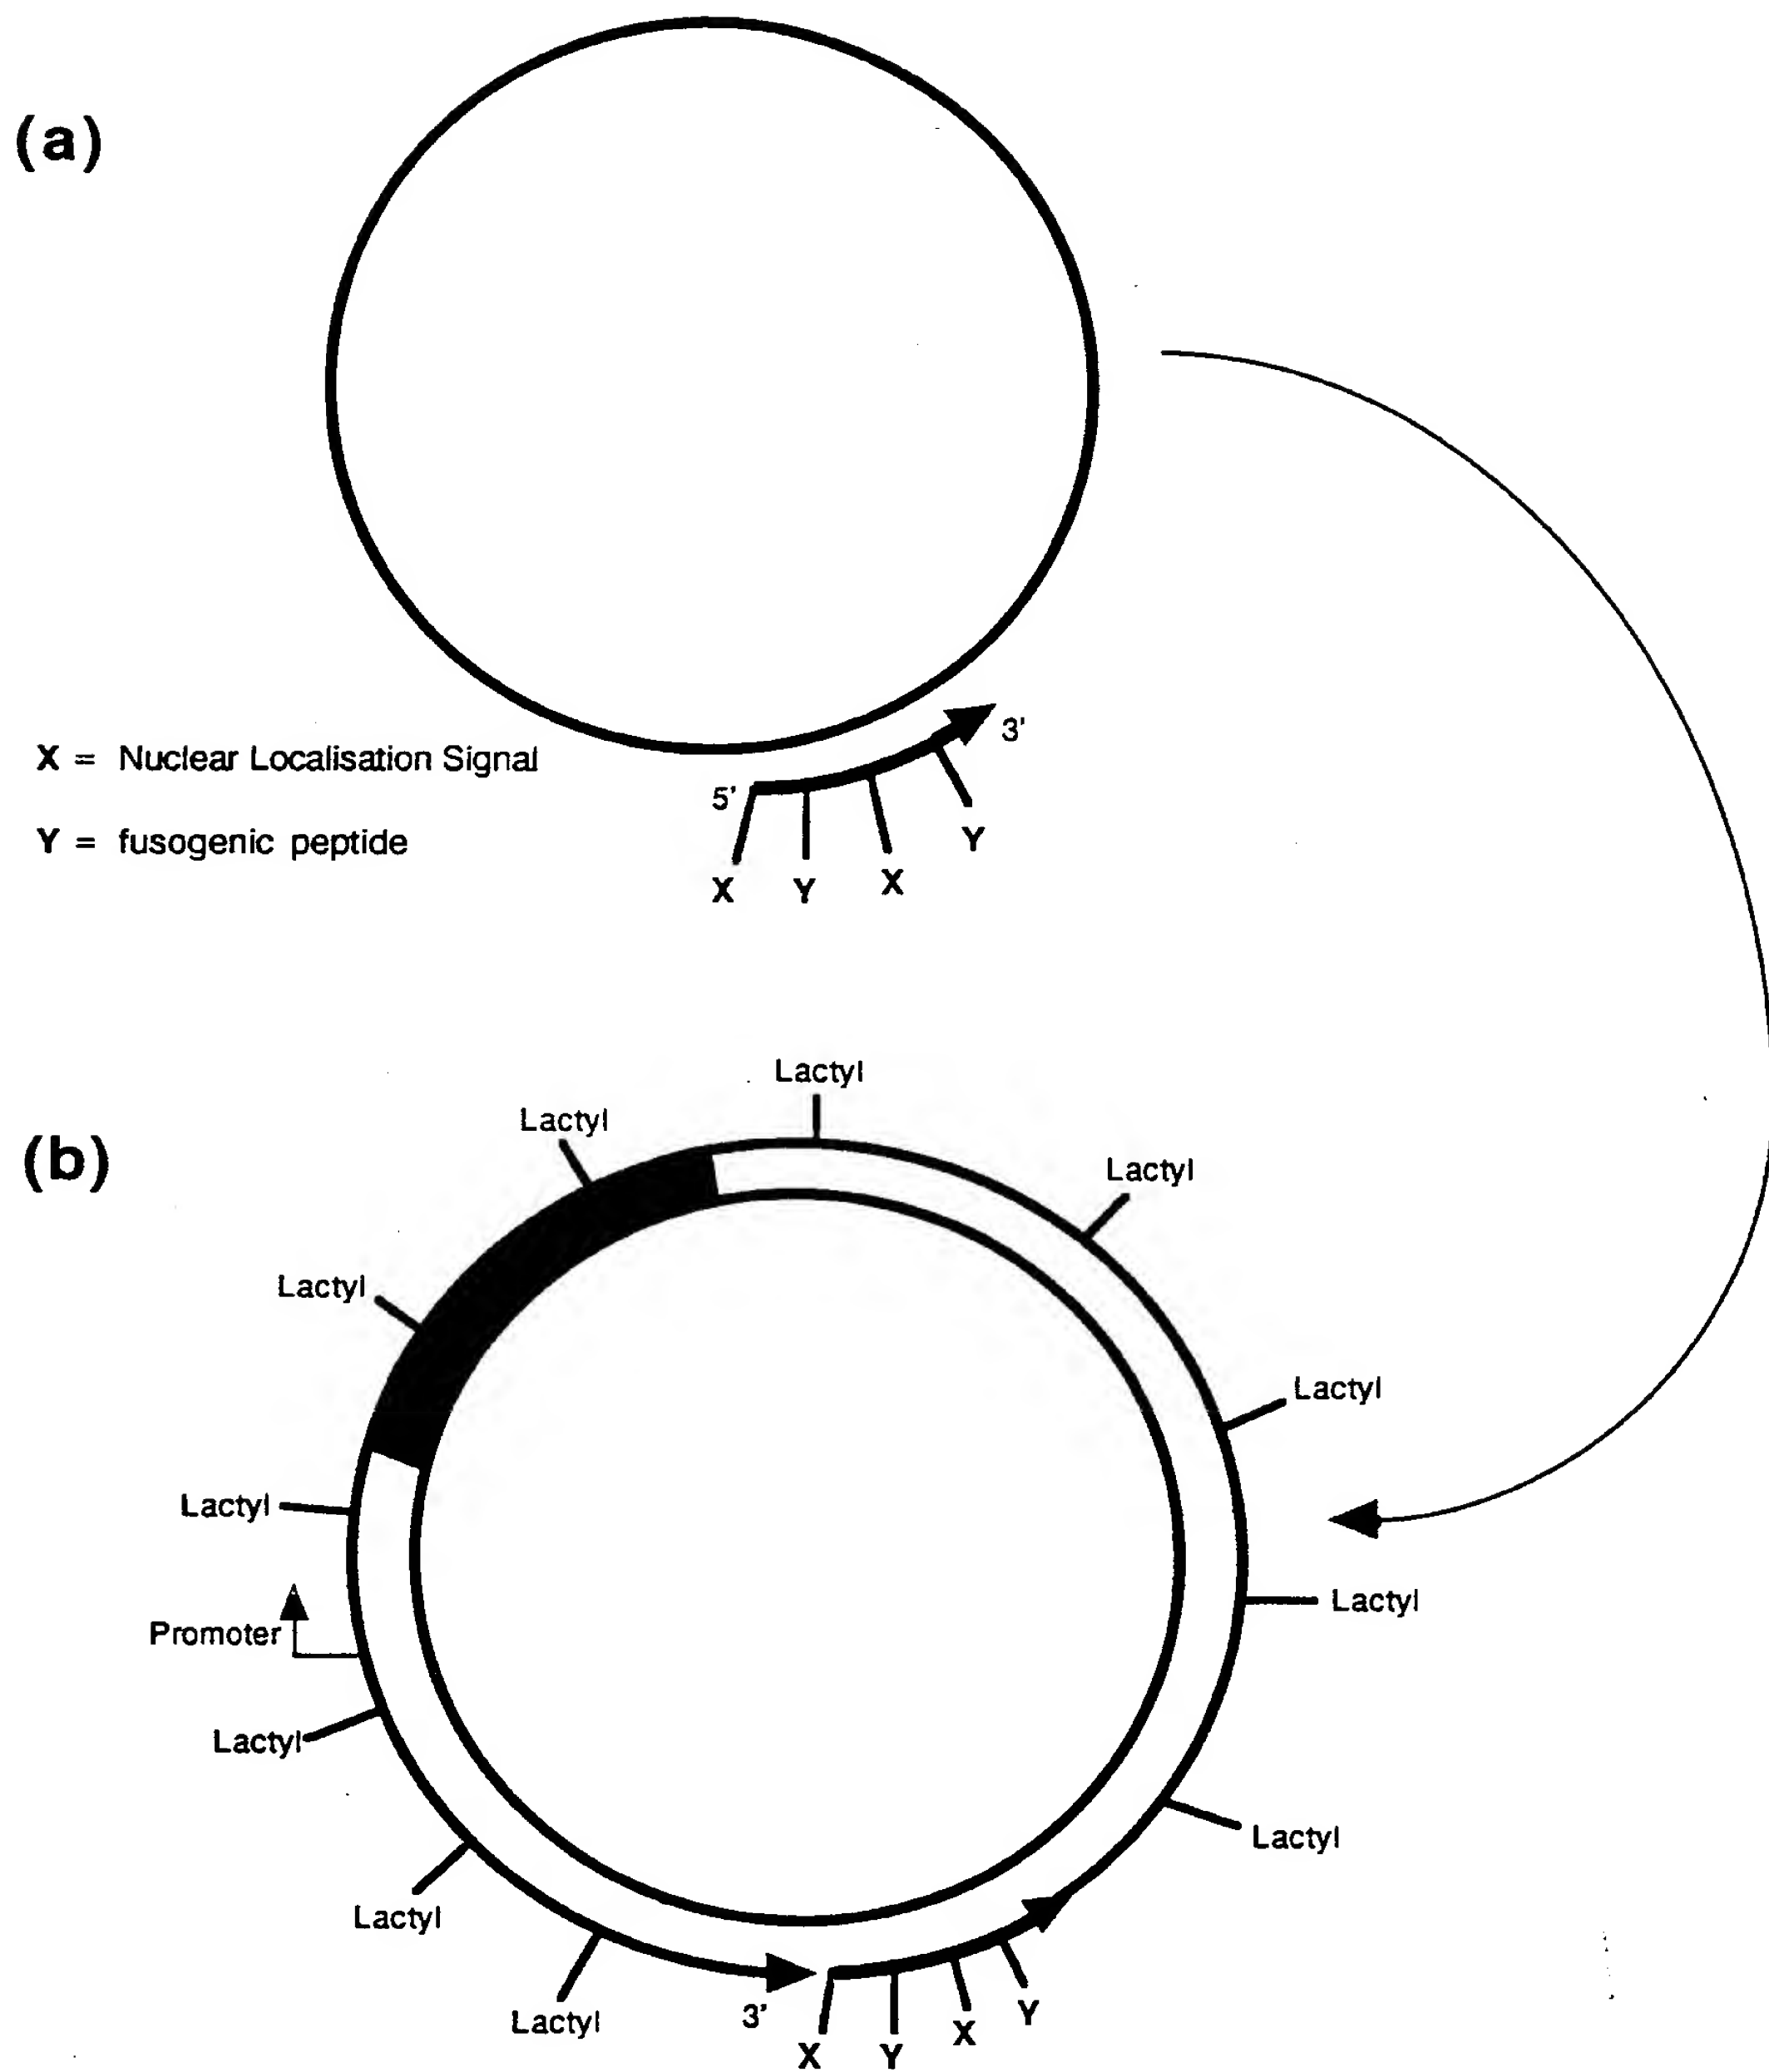 (a)
3'
X = Nuclear Localisation Signal
5'
Y = fusogenic peptide
Y
X
Y
X
Lactyl
Lactyl
(b)
Lactyl
Lactyl
Lactyl
Lactyl
Lactyl
Promoter
Lactyl
Lactyl
Lactyl
Lactyl
3'
Y
X
X
Y